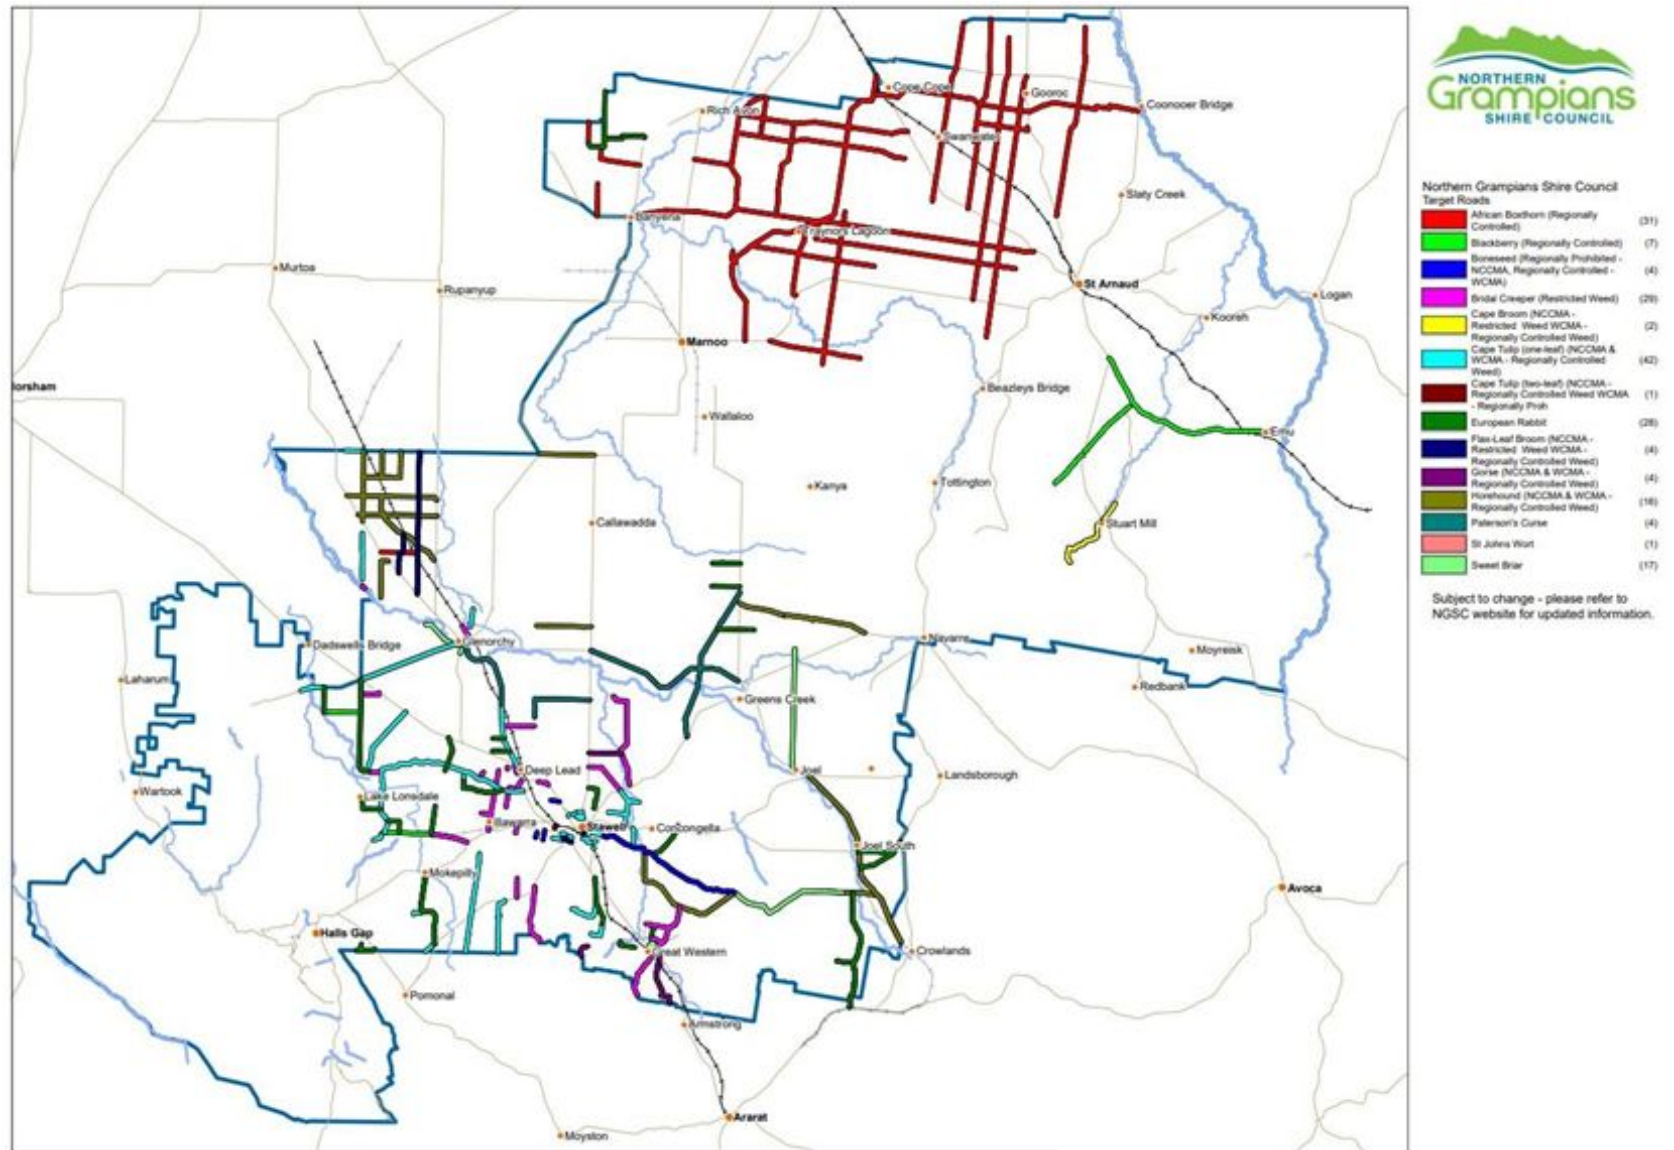 NORTHERN
Grampians
SHIRE COUNCIL
Northern Grampians Shire Council
Target Roads
African Boxthorn (Regionally
Controlled)
(31)
Blackberry (Regionally Controlled)
(7)
Boneseed (Regionally Prohibited -
NCCMA, Regionally Controlled -
WCMA)
(4)
Bridal Creeper (Restricted Weed)
(29)
Cape Broom (NCCMA -
Restricted Weed WCMA -
Regionally Controlled Weed)
(2)
Cape Tulip (one-leaf) (NCCMA &
WCMA - Regionally Controlled
Weed)
(42)
Cape Tulip (two-leaf) (NCCMA -
Regionally Controlled Weed WCMA
- Regionally Proh
(1)
European Rabbit
(28)
Flax-Leaf Broom (NCCMA -
Restricted Weed WCMA -
Regionally Controlled Weed)
(4)
Gorse (NCCMA & WCMA -
Regionally Controlled Weed)
(4)
Horehound (NCCMA & WCMA -
Regionally Controlled Weed)
(16)
Paterson's Curse
(4)
St Johns Wort
(1)
Sweet Briar
(17)
Subject to change - please refer to
NGSC website for updated information.
Cope Cope
Gooroc
Coonooer Bridge
Rich Avon
Swanwater
Slaty Creek
Banyena
Traynors Lagoon
Murtoa
Rupanyup
St Arnaud
Logan
Kooreh
Marnoo
orsham
Beazleys Bridge
Wallaloo
Emu
Kanya
Tottington
Callawadda
Stuart Mill
Glenorchy
Dadswells Bridge
Navarre
Moyreisk
Laharum
Redbank
Greens Creek
Deep Lead
Joel
Landsborough
Wartook
Lake Lonsdale
Illawarra
Stawell
Concongella
Joel South
Mokepilly
Avoca
Halls Gap
Great Western
Crowlands
Pomonal
Armstrong
Ararat
Moyston